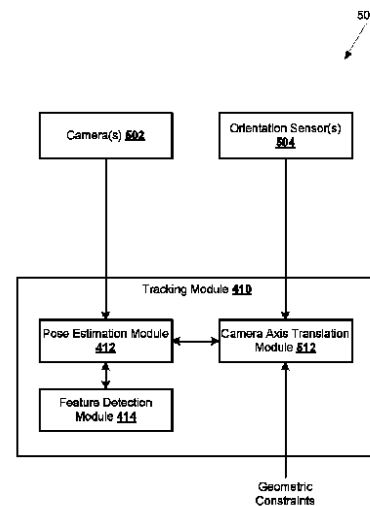 50
Camera(s) 502
Orientation Sensor(s)
504
Tracking Module 410
Pose Estimation Module
412
Camera Axis Translation
Module 512
Feature Detection
Module 414
Geometric
Constraints